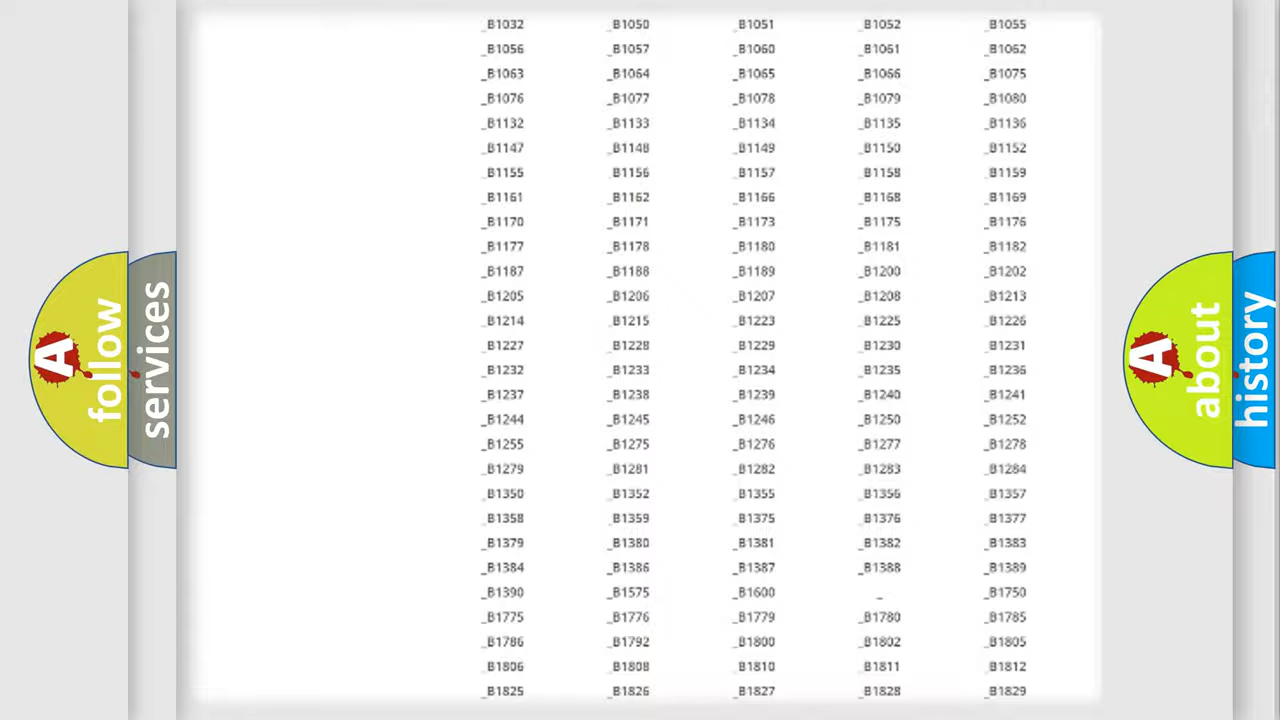 _B1032 _B1050 _B1051 _B1052 _B1055
_B1056 _B1057 _B1060 _B1061 _B1062
_B1063 _B1064 _B1065 _B1066 _B1075
_B1076 _B1077 _B1078 _B1079 _B1080
_B1132 _B1133 _B1134 _B1135 _B1136
_B1147 _B1148 _B1149 _B1150 _B1152
_B1155 _B1156 _B1157 _B1158 _B1159
_B1161 _B1162 _B1166 _B1168 _B1169
_B1170 _B1171 _B1173 _B1175 _B1176
_B1177 _B1178 _B1180 _B1181 _B1182
_B1187 _B1188 _B1189 _B1200 _B1202
_B1205 _B1206 _B1207 _B1208 _B1213
_B1214 _B1215 _B1223 _B1225 _B1226
_B1227 _B1228 _B1229 _B1230 _B1231
_B1232 _B1233 _B1234 _B1235 _B1236
_B1237 _B1238 _B1239 _B1240 _B1241
_B1244 _B1245 _B1246 _B1250 _B1252
_B1255 _B1275 _B1276 _B1277 _B1278
_B1279 _B1281 _B1282 _B1283 _B1284
_B1350 _B1352 _B1355 _B1356 _B1357
_B1358 _B1359 _B1375 _B1376 _B1377
_B1379 _B1380 _B1381 _B1382 _B1383
_B1384 _B1386 _B1387 _B1388 _B1389
_B1390 _B1575 _B1600 _ _B1750
_B1775 _B1776 _B1779 _B1780 _B1785
_B1786 _B1792 _B1800 _B1802 _B1805
_B1806 _B1808 _B1810 _B1811 _B1812
_B1825 _B1826 _B1827 _B1828 _B1829
A follow
services
A about
history